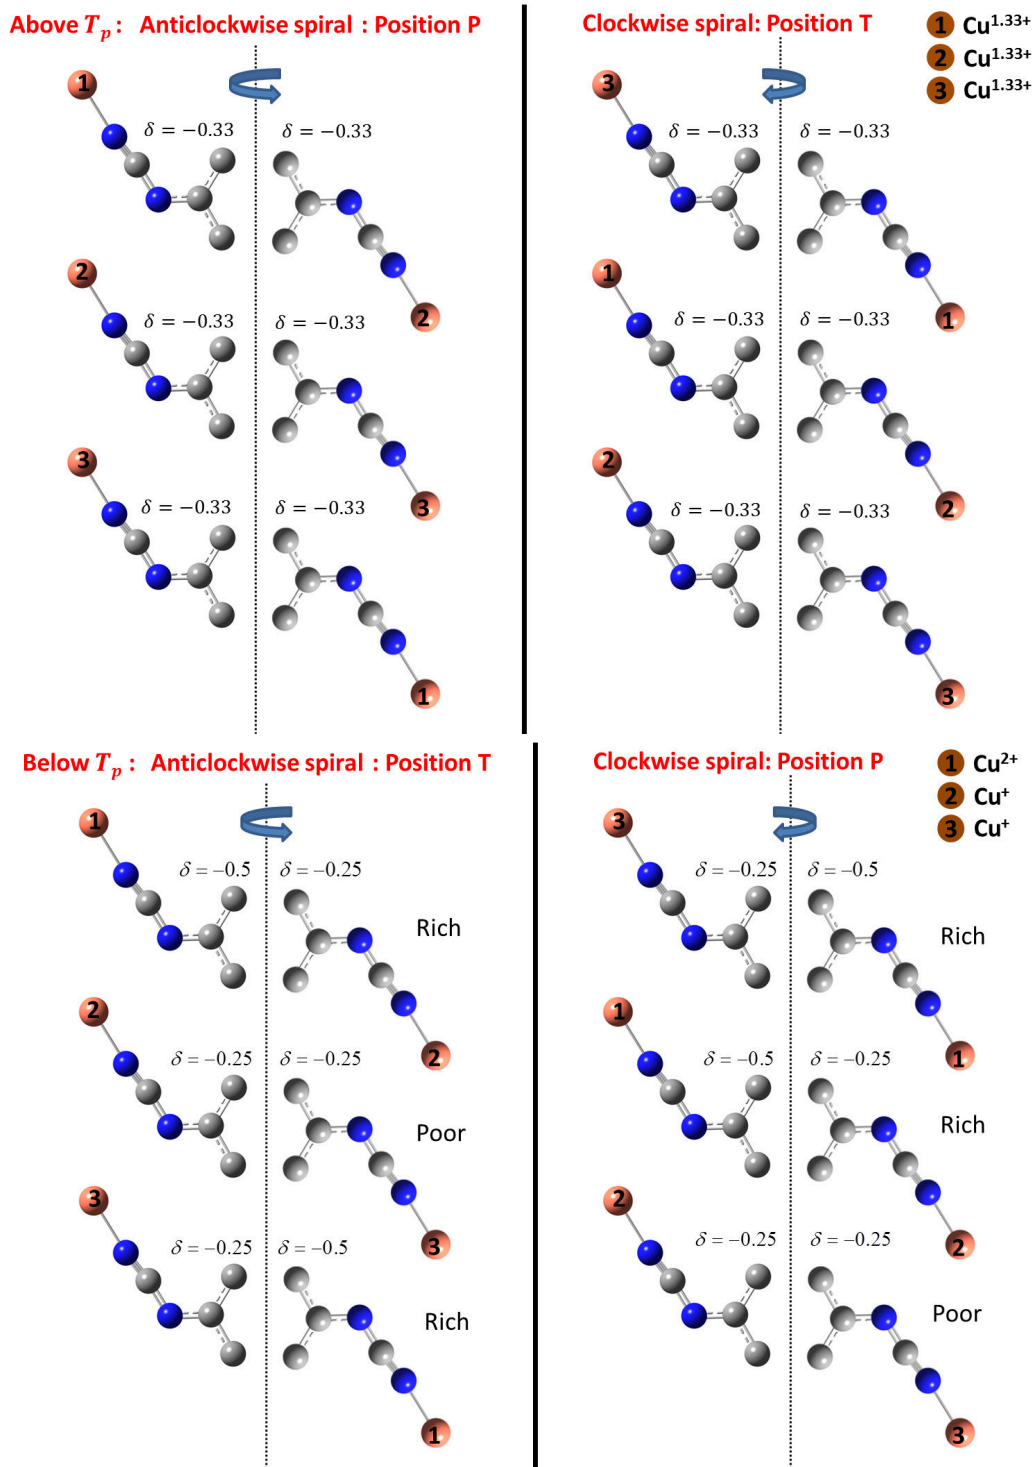 Above Tₚ : Anticlockwise spiral : Position P
1
δ = −0.33 δ = −0.33
2
2
δ = −0.33 δ = −0.33
3
3
δ = −0.33 δ = −0.33
1
Clockwise spiral: Position T
1 Cu1.33+
2 Cu1.33+
3 Cu1.33+
3
δ = −0.33 δ = −0.33
1
1
δ = −0.33 δ = −0.33
2
2
δ = −0.33 δ = −0.33
3
Below Tₚ : Anticlockwise spiral : Position T
1
δ = −0.5 δ = −0.25
Rich
2
2
δ = −0.25 δ = −0.25
Poor
3
3
δ = −0.25 δ = −0.5
Rich
1
Clockwise spiral: Position P
1 Cu2+
2 Cu+
3 Cu+
3
δ = −0.25 δ = −0.5
Rich
1
1
δ = −0.5 δ = −0.25
Rich
2
2
δ = −0.25 δ = −0.25
Poor
3